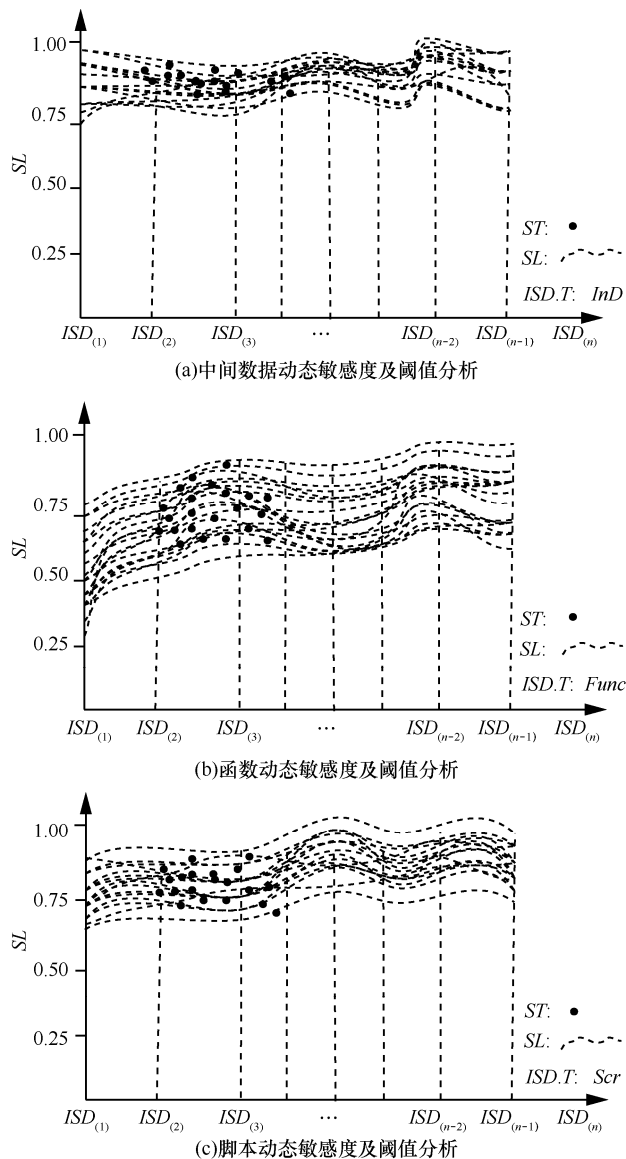 1.00
0.75
SL
0.50
0.25
ST:
SL:
ISD.T: InD
ISD(1) ISD(2) ISD(3) ⋯ ISD(n−2) ISD(n−1) ISD(n)
(a)中间数据动态敏感度及阈值分析
1.00
0.75
SL
0.50
0.25
ST:
SL:
ISD.T: Func
ISD(1) ISD(2) ISD(3) ⋯ ISD(n−2) ISD(n−1) ISD(n)
(b)函数动态敏感度及阈值分析
1.00
0.75
SL
0.50
0.25
ST:
SL:
ISD.T: Scr
ISD(1) ISD(2) ISD(3) ⋯ ISD(n−2) ISD(n−1) ISD(n)
(c)脚本动态敏感度及阈值分析